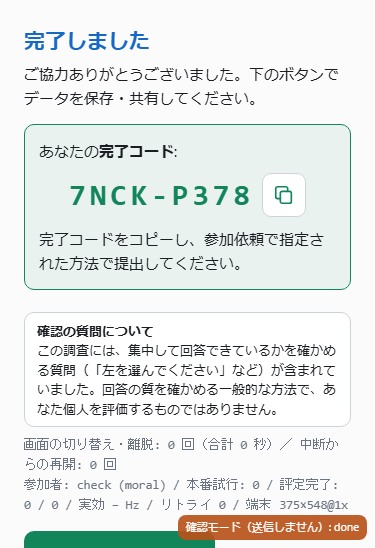 完了しました
ご協力ありがとうございました。下のボタンで
データを保存・共有してください。
あなたの完了コード:
7NCK-P378
完了コードをコピーし、参加依頼で指定さ
れた方法で提出してください。
確認の質問について
この調査には、集中して回答できているかを確かめ
る質問（「左を選んでください」など）が含まれて
いました。回答の質を確かめる一般的な方法で、あ
なた個人を評価するものではありません。
画面の切り替え・離脱: 0 回（合計 0 秒）／ 中断か
らの再開: 0 回
参加者: check (moral) / 本番試行: 0 / 評定完了:
0 / 0 / 実効 – Hz / リトライ 0 / 端末 375×548@1x
確認モード（送信しません）: done